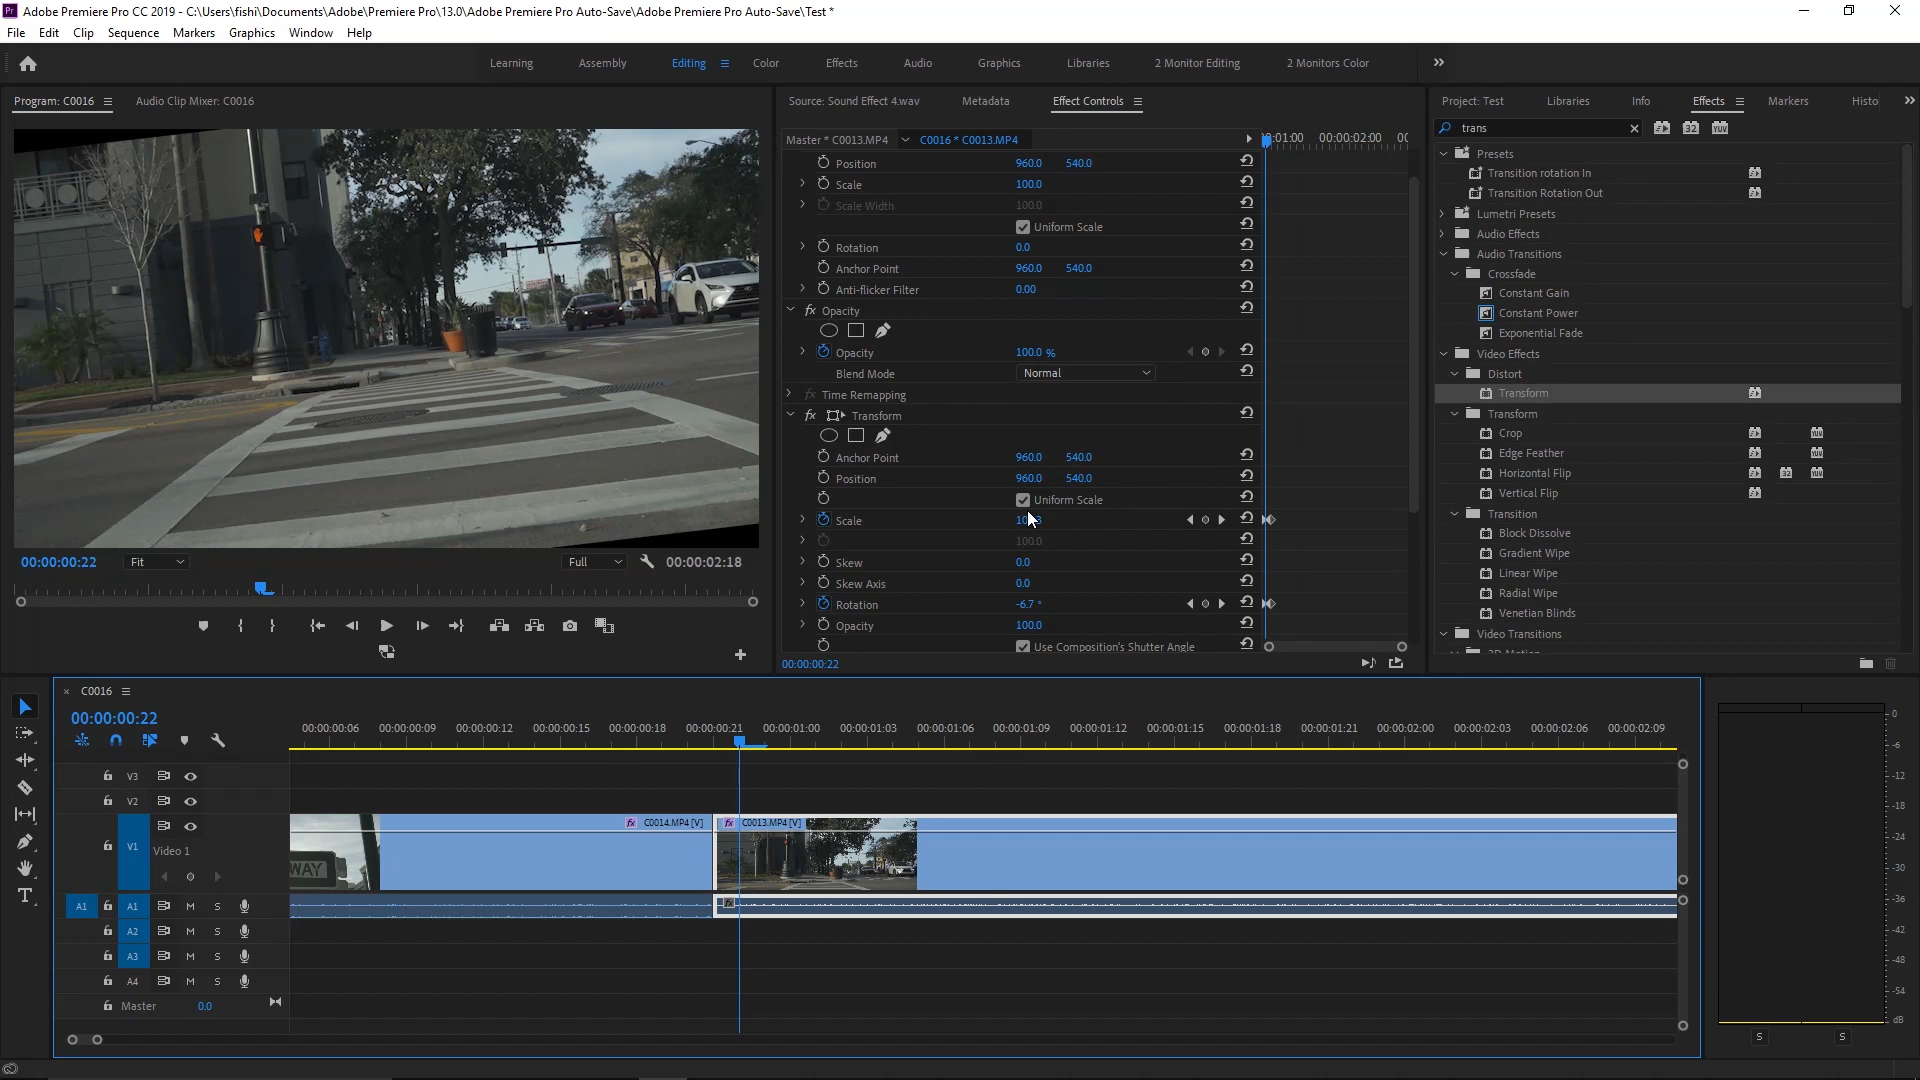 Adobe Premiere Pro CC 2019 - C:\Users\fishi\Documents\Adobe\Premiere Pro\13.0\Adobe Premiere Pro Auto-Save\Adobe Premiere Pro Auto-Save\Test *
File Edit Clip Sequence Markers Graphics Window Help
Learning Assembly Editing Color Effects Audio Graphics Libraries 2 Monitor Editing 2 Monitors Color
Program: C0016 Audio Clip Mixer: C0016
00:00:00:22 Fit Full 00:00:02:18
Source: Sound Effect 4.wav Metadata Effect Controls
Master * C0013.MP4 C0016 * C0013.MP4 00:00:02:00
Position 960.0 540.0
Scale 100.0
Scale Width 100.0
Uniform Scale
Rotation 0.0
Anchor Point 960.0 540.0
Anti-flicker Filter 0.00
fx Opacity
Opacity 100.0 %
Blend Mode Normal
fx Time Remapping
fx Transform
Anchor Point 960.0 540.0
Position 960.0 540.0
Uniform Scale
Scale
100.0
Skew 0.0
Skew Axis 0.0
Rotation -6.7 °
Opacity 100.0
Use Composition's Shutter Angle
00:00:00:22
Project: Test Libraries Info Effects Markers Histo
trans 32 YUV
Presets
Transition rotation In
Transition Rotation Out
Lumetri Presets
Audio Effects
Audio Transitions
Crossfade
Constant Gain
Constant Power
Exponential Fade
Video Effects
Distort
Transform
Transform
Crop
Edge Feather
Horizontal Flip
Vertical Flip
Transition
Block Dissolve
Gradient Wipe
Linear Wipe
Radial Wipe
Venetian Blinds
Video Transitions
C0016
00:00:00:22
00:00:00:06 00:00:00:09 00:00:00:12 00:00:00:15 00:00:00:18 00:00:00:21 00:00:01:00 00:00:01:03 00:00:01:06 00:00:01:09 00:00:01:12 00:00:01:15 00:00:01:18 00:00:01:21 00:00:02:00 00:00:02:03 00:00:02:06 00:00:02:09
V3
V2
V1 Video 1
fx C0014.MP4 [V] fx C0013.MP4 [V]
WAY
A1 A1 M S
A2 M S
A3 M S
A4 M S
Master 0.0
0
-6
-12
-18
-24
-30
-36
-42
-48
-54
dB
S S